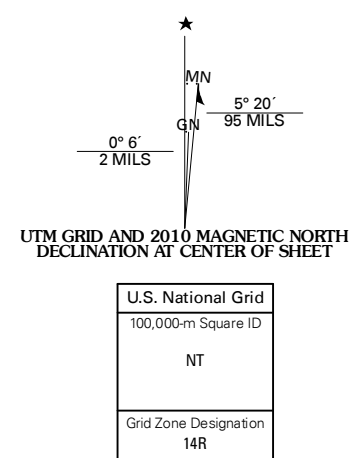 ★
MN
5° 20´
95 MILS
GN
0° 6´
2 MILS
UTM GRID AND 2010 MAGNETIC NORTH
DECLINATION AT CENTER OF SHEET
U.S. National Grid
100,000-m Square ID
NT
Grid Zone Designation
14R